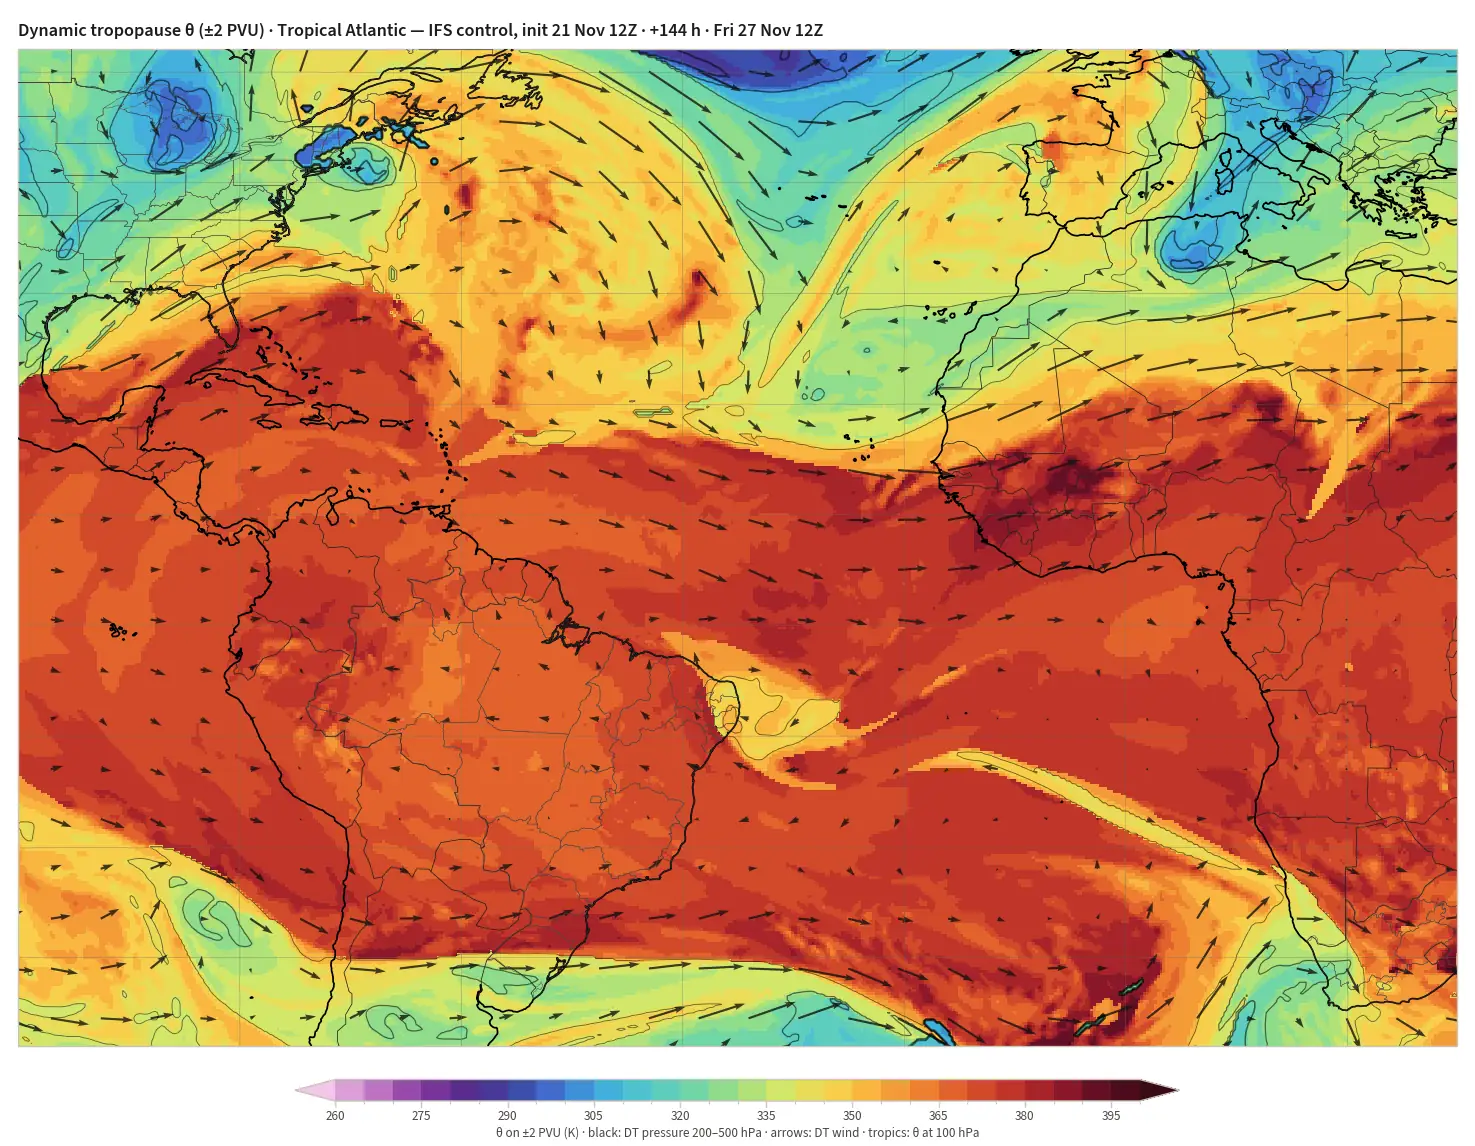 Dynamic tropopause θ (±2 PVU) · Tropical Atlantic — IFS control, init 21 Nov 12Z · +144 h · Fri 27 Nov 12Z
260 275 290 305 320 335 350 365 380 395
θ on ±2 PVU (K) · black: DT pressure 200–500 hPa · arrows: DT wind · tropics: θ at 100 hPa